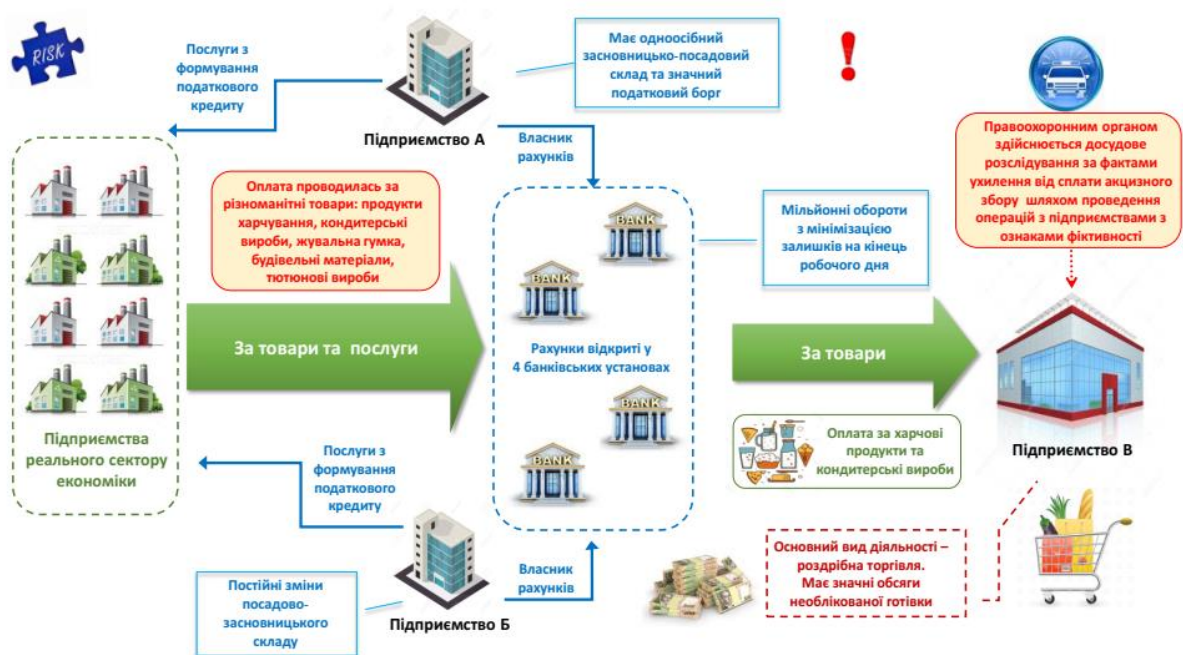 RISK
Послуги з
формування
податкового
кредиту
Підприємство А
Має одноосібний
засновницько-посадовий
склад та значний
податковий борг
Власник
рахунків
Правоохоронним органом
здійснюється досудове
розслідування за фактами
ухилення від сплати акцизного
збору шляхом проведення
операцій з підприємствами з
ознаками фіктивності
Оплата проводилась за
різноманітні товари: продукти
харчування, кондитерські
вироби, жувальна гумка,
будівельні матеріали,
тютюнові вироби
BANK
BANK
Мільйонні обороти
з мінімізацією
залишків на кінець
робочого дня
За товари та послуги
Рахунки відкриті у
4 банківських установах
За товари
BANK
BANK
Підприємства
реального сектору
економіки
Послуги з
формування
податкового
кредиту
Оплата за харчові
продукти та
кондитерські вироби
Підприємство В
Постійні зміни
посадово-
засновницького
складу
Підприємство Б
Власник
рахунків
Основний вид діяльності –
роздрібна торгівля.
Має значні обсяги
необлікованої готівки